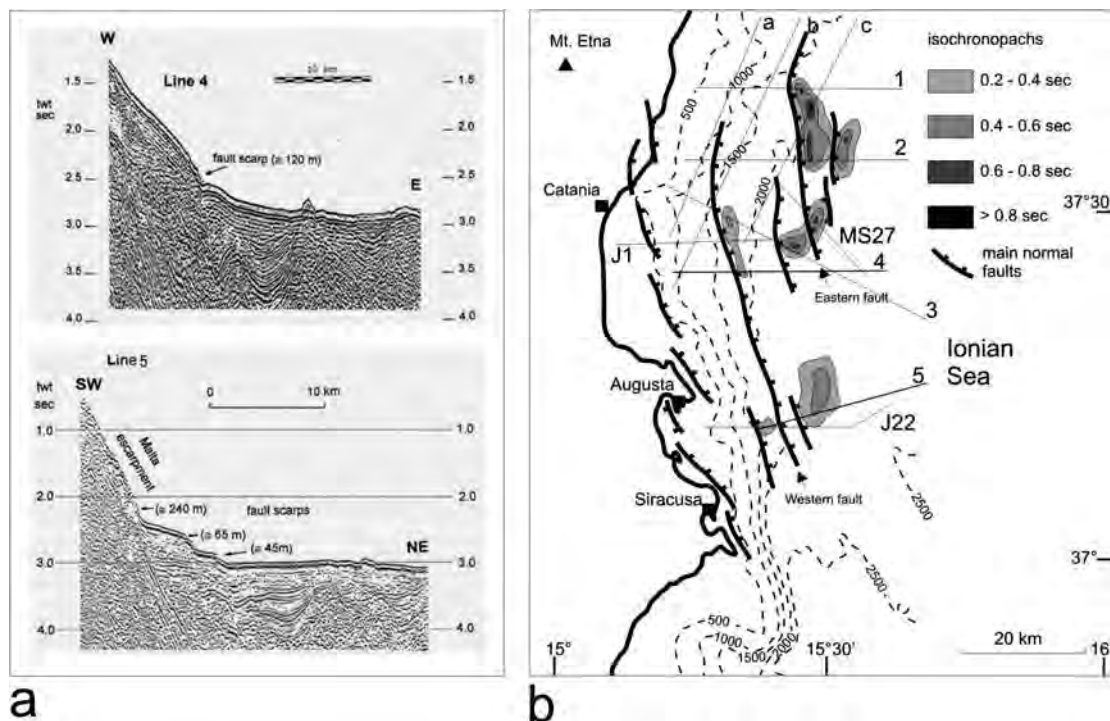 W
Line 4
10 km
1.5
1.5
twt
sec
2.0
2.0
fault scarp (≅ 120 m)
2.5
2.5
E
3.0
3.0
3.5
3.5
4.0
4.0
Line 5
SW
twt
sec
0
10 km
1.0
1.0
Malta
escarpment
2.0
2.0
(≅ 240 m)
fault scarps
(≅ 65 m)
(≅ 45m)
NE
3.0
3.0
4.0
4.0
a
Mt. Etna
a
b
c
500
1000
1500
2000
1
2
Catania
J1
MS27
4
Eastern fault
3
Ionian
Sea
Augusta
5
J22
Western fault
Siracusa
2500
2500
500
1000
1500
2000
isochronopachs
0.2 - 0.4 sec
0.4 - 0.6 sec
0.6 - 0.8 sec
> 0.8 sec
37°30
main normal
faults
37°
20 km
15°
15°30
16
b